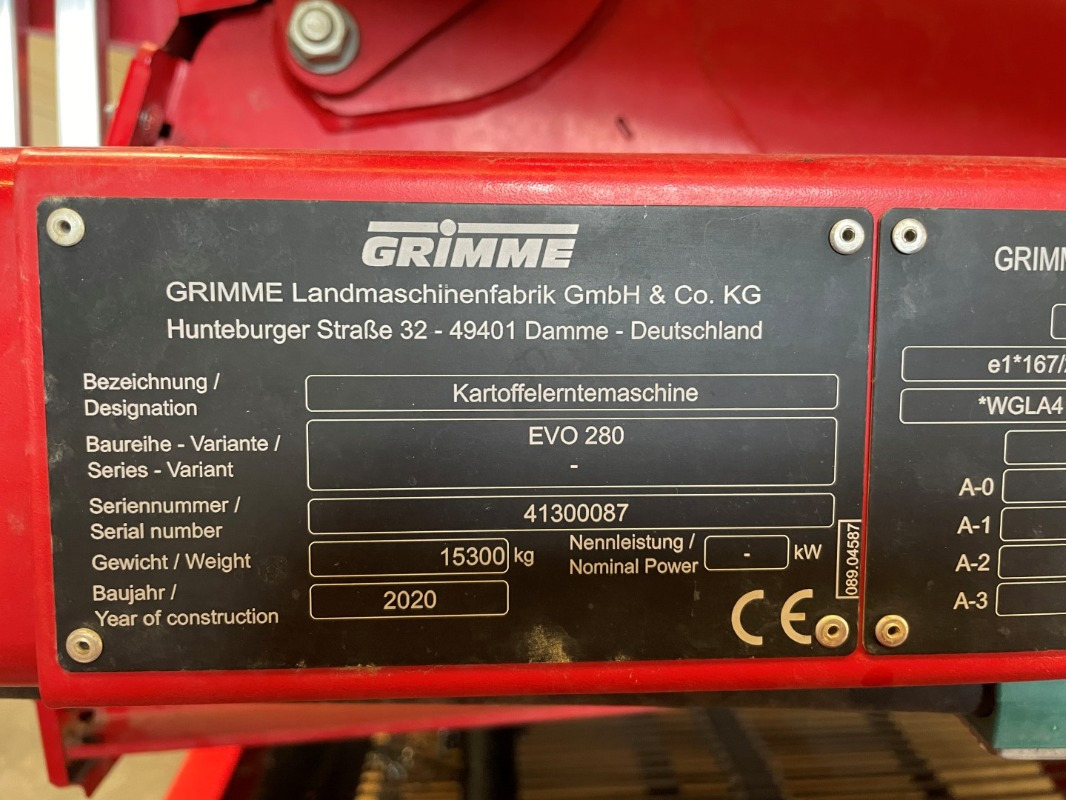 GRIMME
GRIMME Landmaschinenfabrik GmbH & Co. KG
Hunteburger Straße 32 - 49401 Damme - Deutschland
Bezeichnung /
Designation
Kartoffelerntemaschine
Baureihe - Variante /
Series - Variant
EVO 280
-
Seriennummer /
Serial number
41300087
Gewicht / Weight
15300 kg
Nennleistung /
Nominal Power
- kW
Baujahr /
Year of construction
2020
CE
089.04587
e1*167/
*WGLA4
A-0
A-1
A-2
A-3